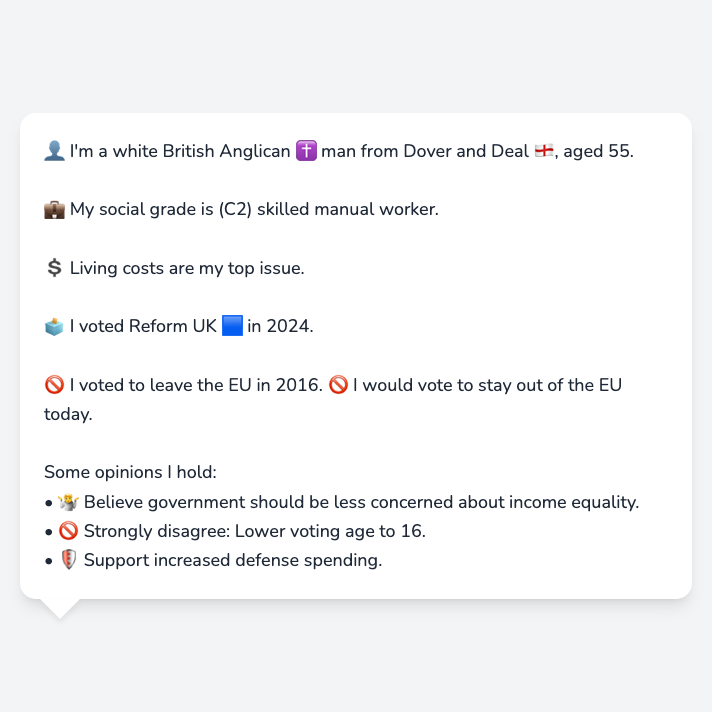 👤 I'm a white British Anglican ✝️ man from Dover and Deal 🏴󠁧󠁢󠁥󠁮󠁧󠁿, aged 55.
💼 My social grade is (C2) skilled manual worker.
💲 Living costs are my top issue.
🗳️ I voted Reform UK 🟦 in 2024.
🚫 I voted to leave the EU in 2016. 🚫 I would vote to stay out of the EU
today.
Some opinions I hold:
• 🤷 Believe government should be less concerned about income equality.
• 🚫 Strongly disagree: Lower voting age to 16.
• 🛡️ Support increased defense spending.